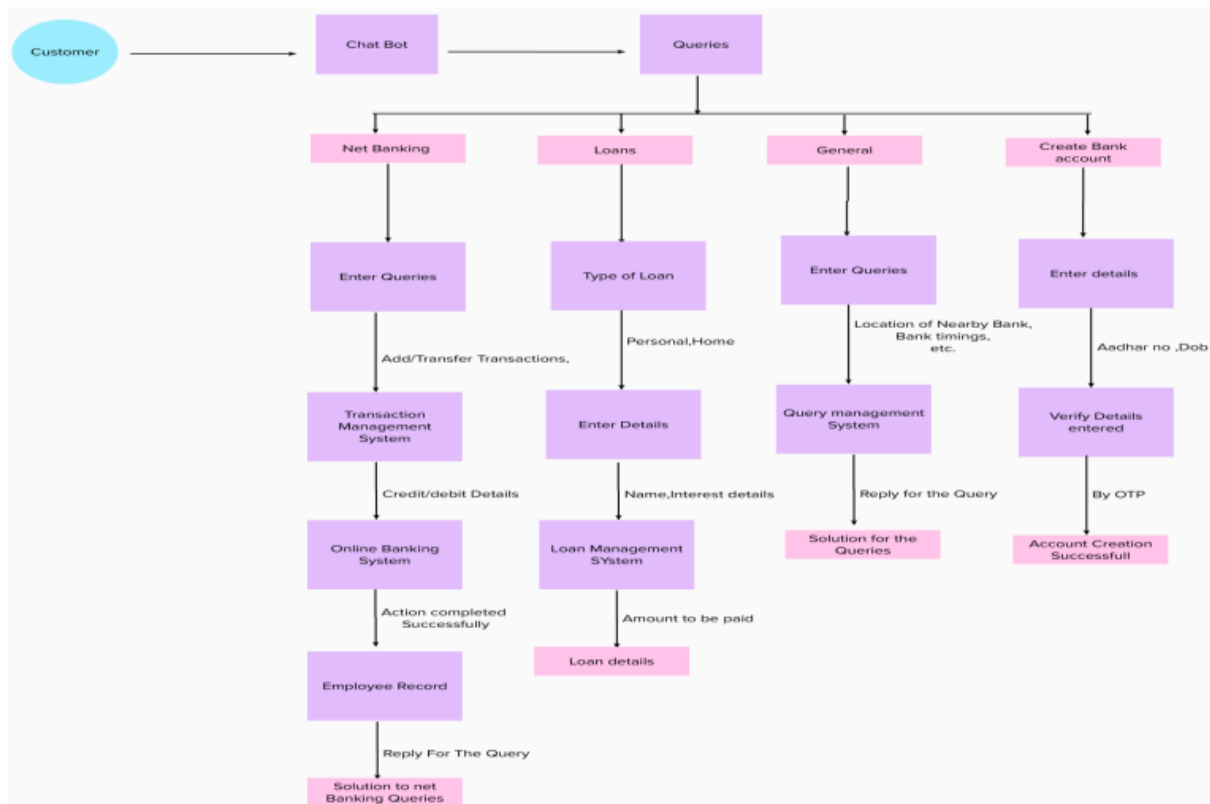 Customer
Chat Bot
Queries
Net Banking
Loans
General
Create Bank
account
Enter Queries
Type of Loan
Enter Queries
Enter details
Add/Transfer Transactions,
Personal,Home
Location of Nearby Bank,
Bank timings,
etc.
Aadhar no ,Dob
Transaction
Management
System
Enter Details
Query management
System
Verify Details
entered
Credit/debit Details
Name,Interest details
Reply for the Query
By OTP
Online Banking
System
Loan Management
SYstem
Solution for the
Queries
Account Creation
Successfull
Action completed
Successfully
Amount to be paid
Employee Record
Loan details
Reply For The Query
Solution to net
Banking Queries